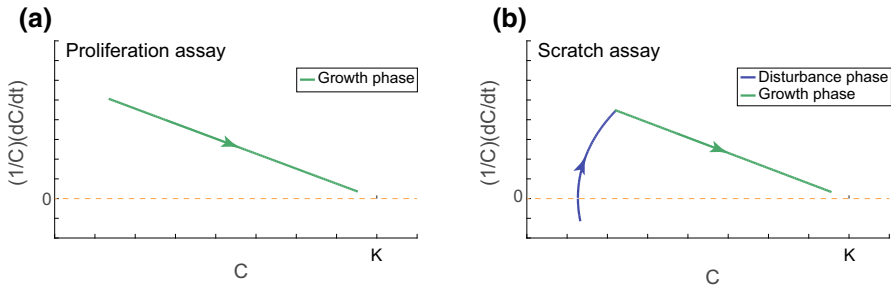 (a)
Proliferation assay
Growth phase
(1/C)(dC/dt)
0
K
C
(b)
Scratch assay
Disturbance phase
Growth phase
(1/C)(dC/dt)
0
K
C